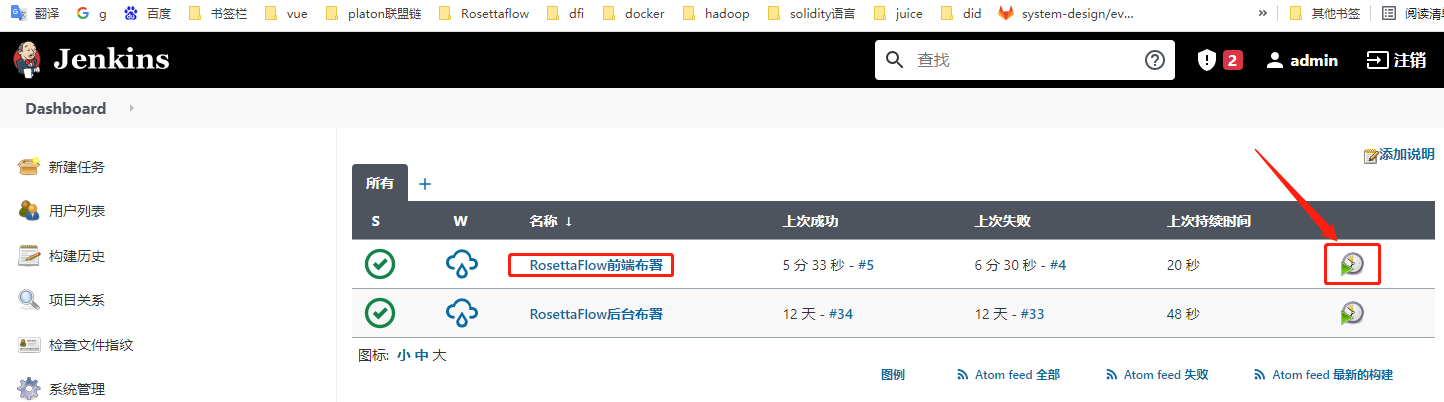 翻译 g 百度 书签栏 vue platon联盟链 Rosettaflow dfi docker hadoop solidity语言 juice did system-design/ev... » 其他书签 阅读清单
Jenkins 查找 2 admin 注销
Dashboard
添加说明
新建任务
用户列表
构建历史
项目关系
检查文件指纹
系统管理
所有 +
S W 名称 ↓ 上次成功 上次失败 上次持续时间
RosettaFlow前端布署 5 分 33 秒 - #5 6 分 30 秒 - #4 20 秒
RosettaFlow后台布署 12 天 - #34 12 天 - #33 48 秒
图标: 小 中 大
图例 Atom feed 全部 Atom feed 失败 Atom feed 最新的构建